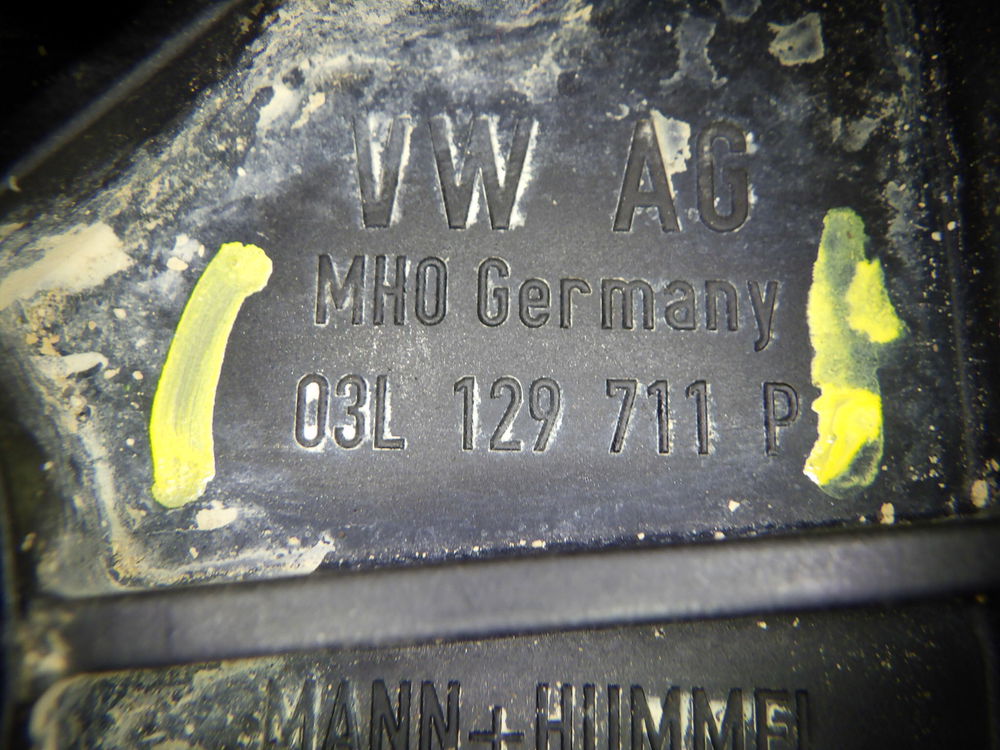 VW AG
MHO Germany
03L 129 711 P
MANN+HUMMEL